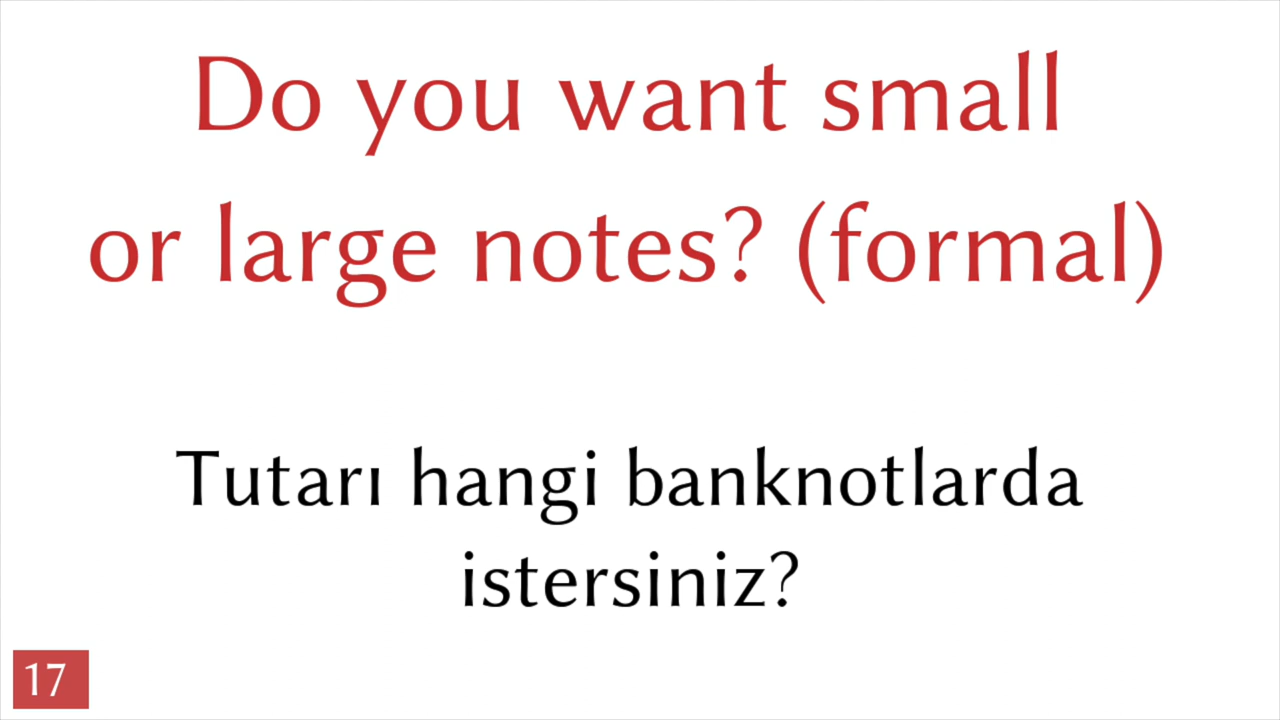 Do you want small
or large notes? (formal)
Tutarı hangi banknotlarda
istersiniz?
17